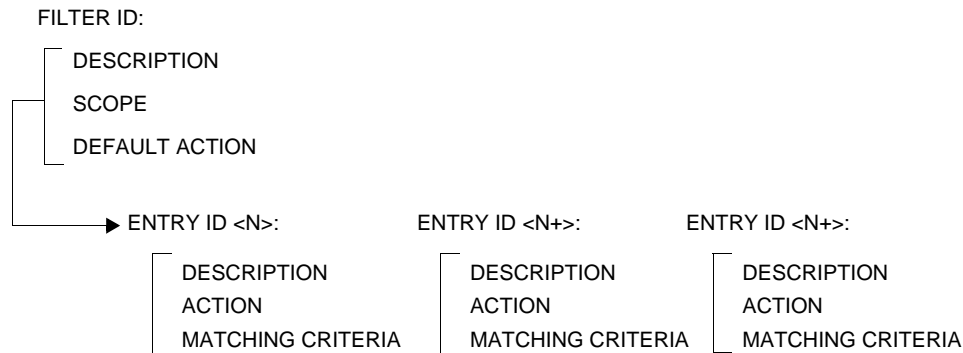 FILTER ID:
DESCRIPTION
SCOPE
DEFAULT ACTION
ENTRY ID <N>: ENTRY ID <N+>: ENTRY ID <N+>:
DESCRIPTION DESCRIPTION DESCRIPTION
ACTION ACTION ACTION
MATCHING CRITERIA MATCHING CRITERIA MATCHING CRITERIA